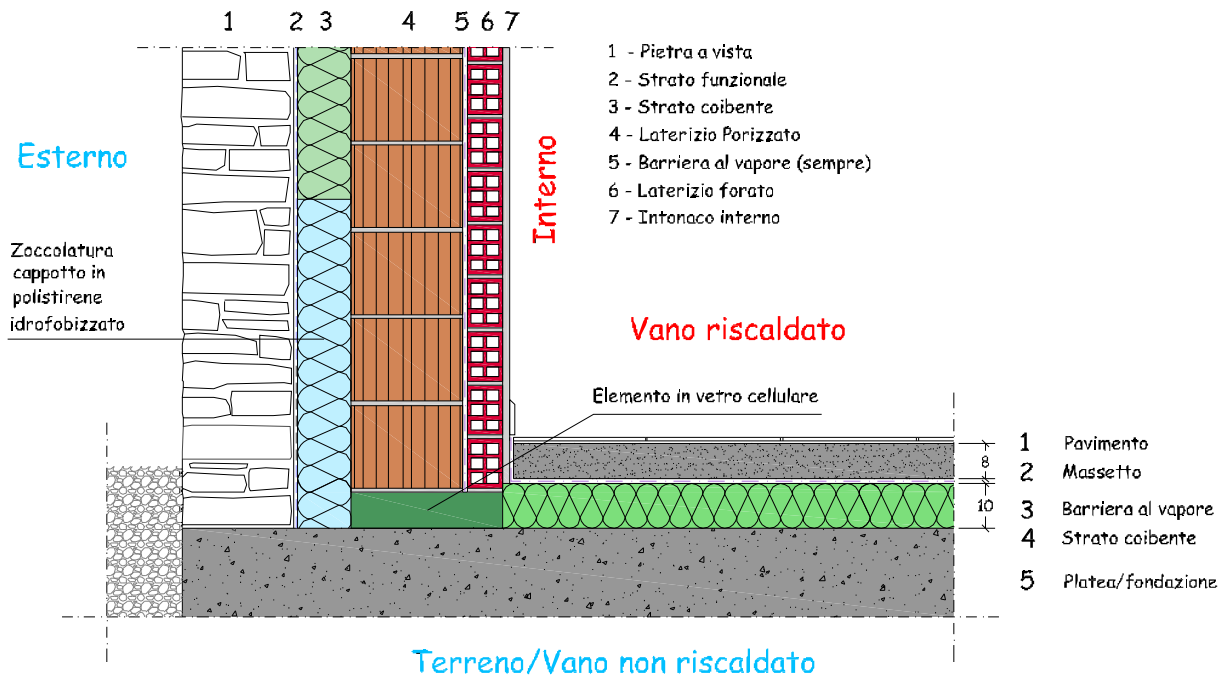 1 2 3 4 5 6 7
1 - Pietra a vista
2 - Strato funzionale
3 - Strato coibente
4 - Laterizio Porizzato
5 - Barriera al vapore (sempre)
6 - Laterizio forato
7 - Intonaco interno
Esterno
Interno
Zoccolatura
cappotto in
polistirene
idrofobizzato
Vano riscaldato
Elemento in vetro cellulare
8
10
1 Pavimento
2 Massetto
3 Barriera al vapore
4 Strato coibente
5 Platea/fondazione
Terreno/Vano non riscaldato